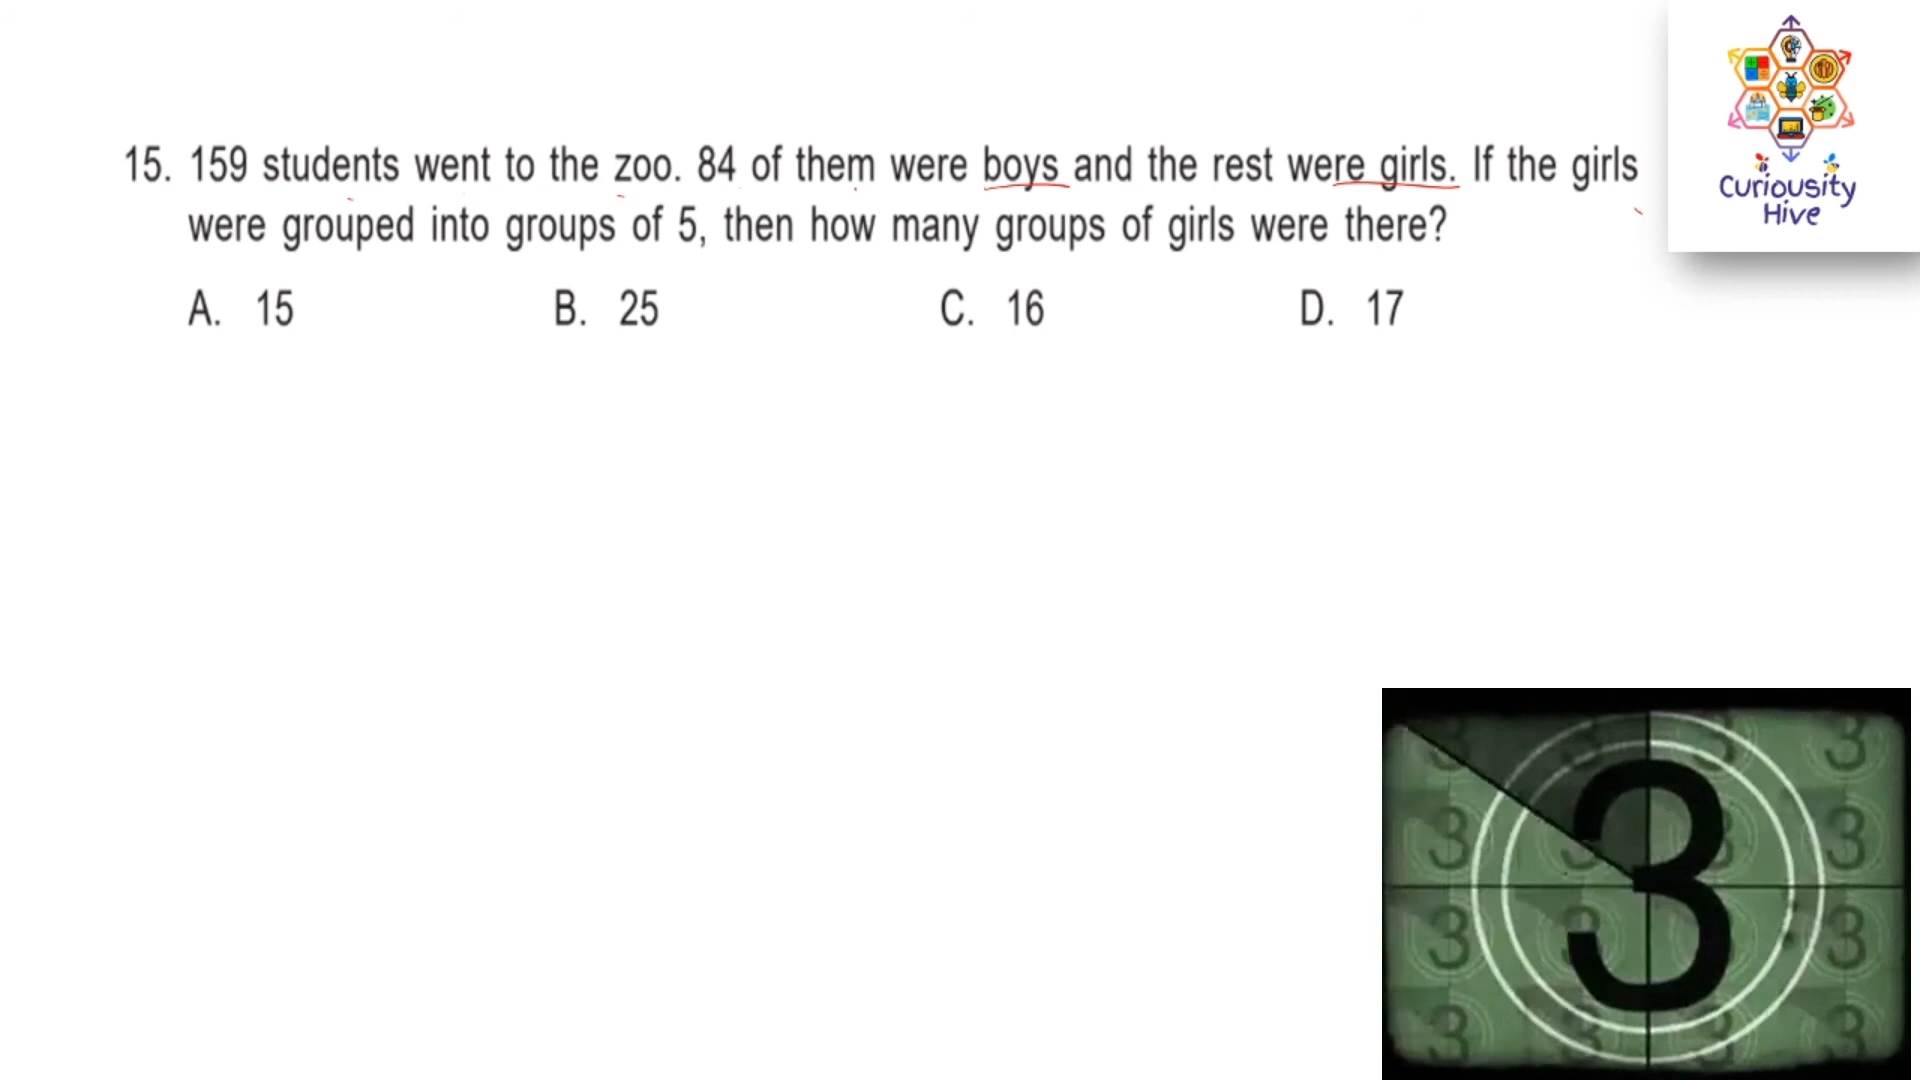 15. 159 students went to the zoo. 84 of them were boys and the rest were girls. If the girls
were grouped into groups of 5, then how many groups of girls were there?
A. 15 B. 25 C. 16 D. 17
Curiousity
Hive
3